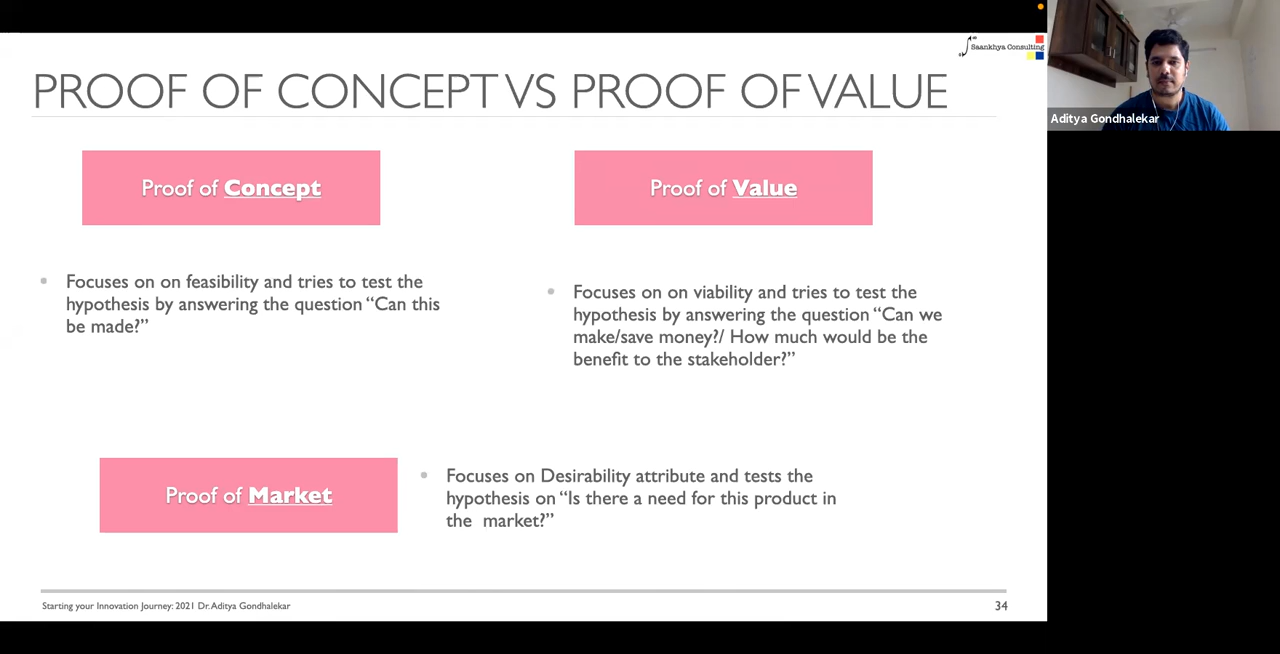 Saankhya Consulting
PROOF OF CONCEPT VS PROOF OF VALUE
Aditya Gondhalekar
Proof of Concept
Proof of Value
Focuses on on feasibility and tries to test the
hypothesis by answering the question “Can this
be made?”
Focuses on on viability and tries to test the
hypothesis by answering the question “Can we
make/save money?/ How much would be the
benefit to the stakeholder?”
Proof of Market
Focuses on Desirability attribute and tests the
hypothesis on “Is there a need for this product in
the  market?”
Starting your Innovation Journey: 2021 Dr. Aditya Gondhalekar
34